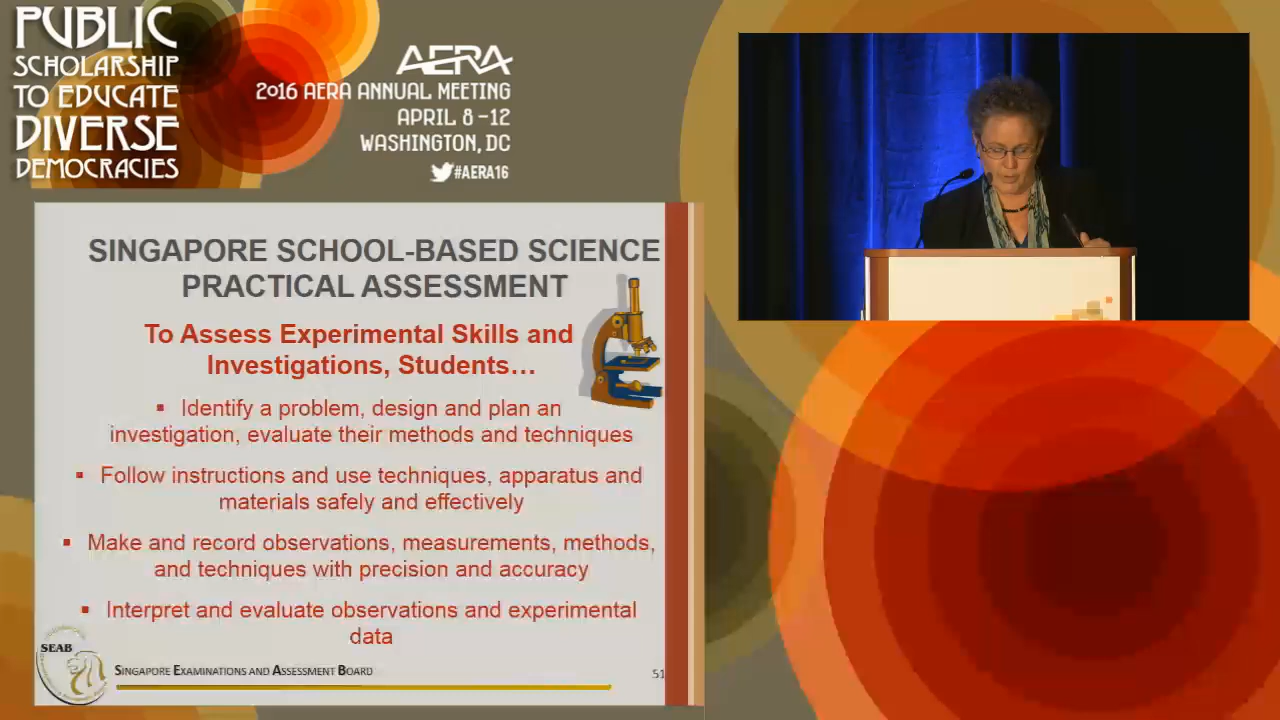 PUBLIC
SCHOLARSHIP
TO EDUCATE
DIVERSE
DEMOCRACIES
AERA
2016 AERA ANNUAL MEETING
APRIL 8 – 12
WASHINGTON, DC
#AERA16
SINGAPORE SCHOOL-BASED SCIENCE
PRACTICAL ASSESSMENT
To Assess Experimental Skills and
Investigations, Students…
▪ Identify a problem, design and plan an
investigation, evaluate their methods and techniques
▪ Follow instructions and use techniques, apparatus and
materials safely and effectively
▪ Make and record observations, measurements, methods,
and techniques with precision and accuracy
▪ Interpret and evaluate observations and experimental
data
SEAB
SINGAPORE EXAMINATIONS AND ASSESSMENT BOARD
51